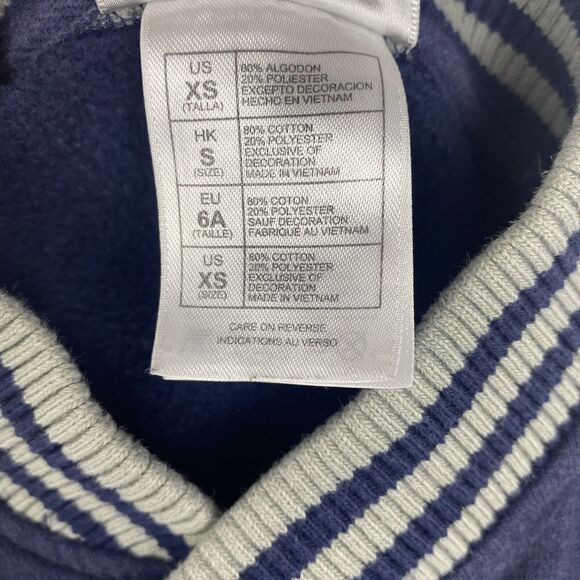 US
XS
(TALLA)
80% ALGODON
20% POLIESTER
EXCEPTO DECORACION
HECHO EN VIETNAM
HK
S
(SIZE)
80% COTTON
20% POLYESTER
EXCLUSIVE OF
DECORATION
MADE IN VIETNAM
EU
6A
(TAILLE)
80% COTON
20% POLYESTER
SAUF DECORATION
FABRIQUÉ AU VIETNAM
US
XS
(SIZE)
80% COTTON
20% POLYESTER
EXCLUSIVE OF
DECORATION
MADE IN VIETNAM
CARE ON REVERSE
INDICATIONS AU VERSO